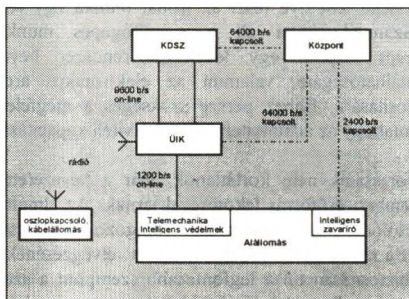 KDSZ
64000 b/s
kapcsolt
Központ
9600 b/s
on-line
64000 b/s
kapcsolt
2400 b/s
kapcsolt
ÜIK
rádió
1200 b/s
on-line
oszlopkapcsoló,
kábelállomás
Telemechanika
Intelligens védelmek
Intelligens
zavaríró
Alállomás